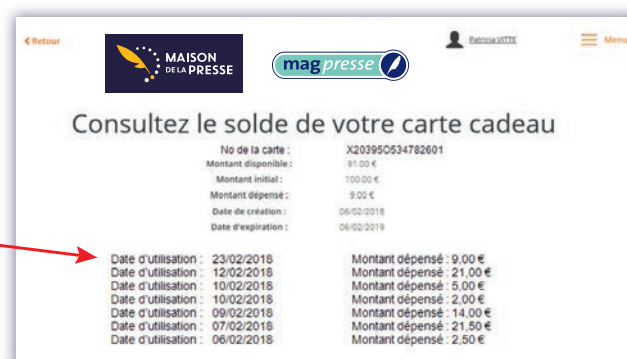 Retour
Patricia VITTE
Menu
MAISON
DE LA PRESSE
mag presse
Consultez le solde de votre carte cadeau
No de la carte : X20395O534782601
Montant disponible : 91.00 €
Montant initial : 100.00 €
Montant dépensé : 9.00 €
Date de création : 06/02/2018
Date d'expiration : 06/02/2019
Date d'utilisation : 23/02/2018 Montant dépensé : 9,00 €
Date d'utilisation : 12/02/2018 Montant dépensé : 21,00 €
Date d'utilisation : 10/02/2018 Montant dépensé : 5,00 €
Date d'utilisation : 10/02/2018 Montant dépensé : 2,00 €
Date d'utilisation : 09/02/2018 Montant dépensé : 14,00 €
Date d'utilisation : 07/02/2018 Montant dépensé : 21,50 €
Date d'utilisation : 06/02/2018 Montant dépensé : 2,50 €